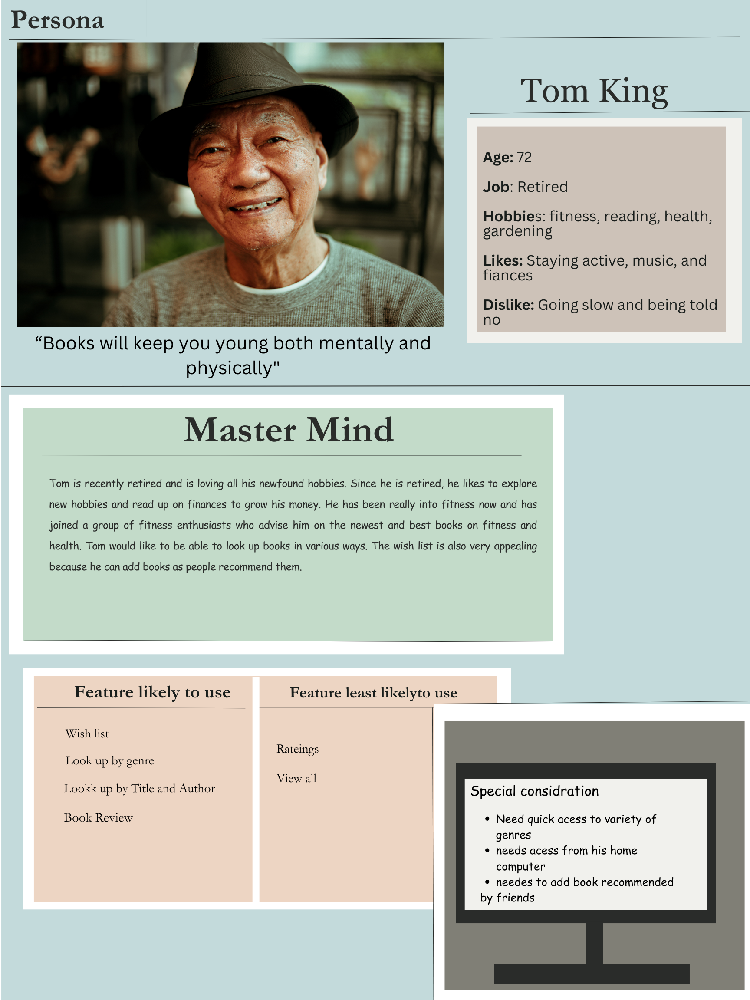 Persona
Tom King
Age: 72
Job: Retired
Hobbies: fitness, reading, health,
gardening
Likes: Staying active, music, and
fiances
Dislike: Going slow and being told
no
“Books will keep you young both mentally and
physically"
Master Mind
Tom is recently retired and is loving all his newfound hobbies. Since he is retired, he likes to explore
new hobbies and read up on finances to grow his money. He has been really into fitness now and has
joined a group of fitness enthusiasts who advise him on the newest and best books on fitness and
health. Tom would like to be able to look up books in various ways. The wish list is also very appealing
because he can add books as people recommend them.
Feature likely to use
Wish list
Look up by genre
Lookk up by Title and Author
Book Review
Feature least likelyto use
Rateings
View all
Special considration
• Need quick acess to variety of
genres
• needs acess from his home
computer
• needes to add book recommended
by friends